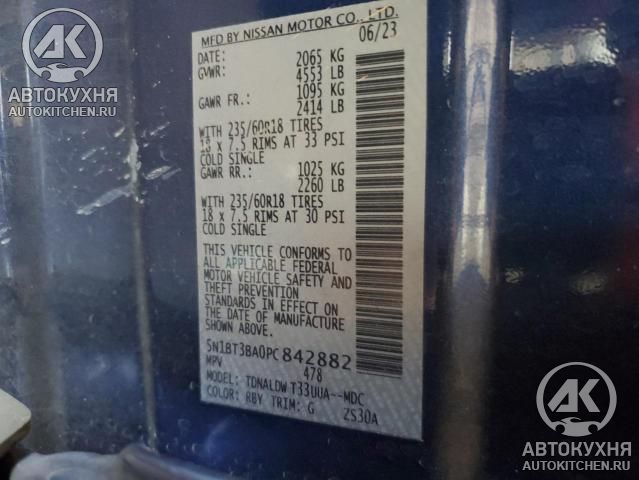 AK
АВТОКУХНЯ
AUTOKITCHEN.RU
MFD BY NISSAN MOTOR CO., LTD.
DATE: 06/23
GVWR: 2065 KG
4553 LB
GAWR FR.: 1095 KG
2414 LB
WITH 235/60R18 TIRES
18 x 7.5 RIMS AT 33 PSI
COLD SINGLE
GAWR RR.: 1025 KG
2260 LB
WITH 235/60R18 TIRES
18 x 7.5 RIMS AT 30 PSI
COLD SINGLE
THIS VEHICLE CONFORMS TO
ALL APPLICABLE FEDERAL
MOTOR VEHICLE SAFETY AND
THEFT PREVENTION
STANDARDS IN EFFECT ON
THE DATE OF MANUFACTURE
SHOWN ABOVE.
5N1BT3BA0PC842882
MPV 478
MODEL: TDNALDW T33UUA--MDC
COLOR: RBY TRIM: G ZS30A
AK
АВТОКУХНЯ
AUTOKITCHEN.RU